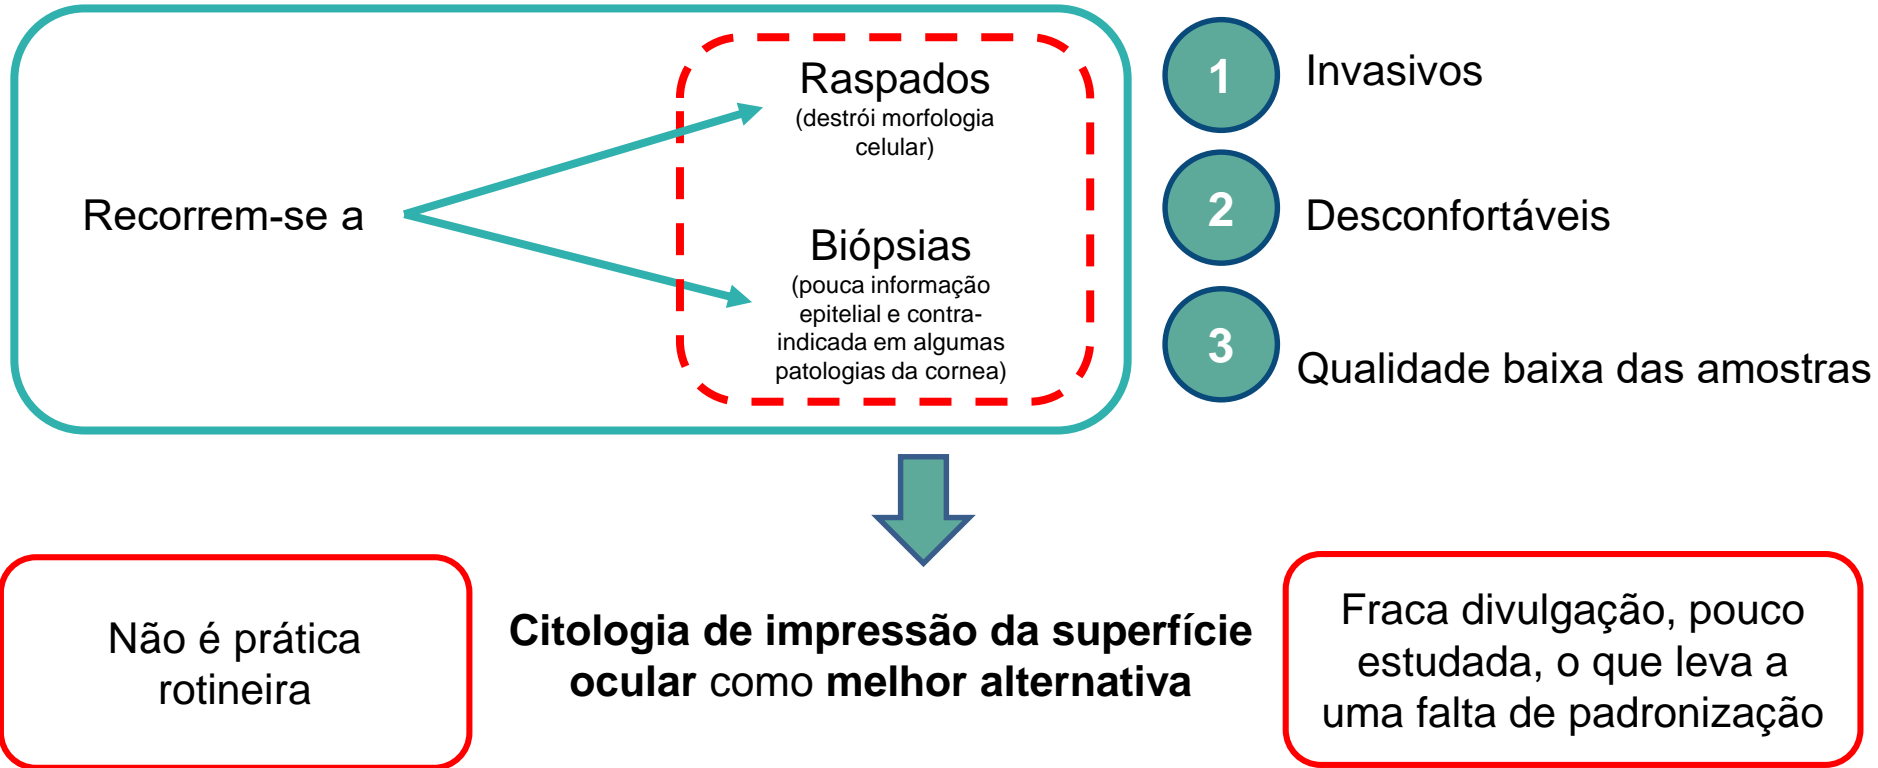 Recorrem-se a
Raspados
(destrói morfologia
celular)
Biópsias
(pouca informação
epitelial e contra-
indicada em algumas
patologias da cornea)
1
Invasivos
2
Desconfortáveis
3
Qualidade baixa das amostras
Não é prática
rotineira
Citologia de impressão da superfície
ocular como melhor alternativa
Fraca divulgação, pouco
estudada, o que leva a
uma falta de padronização